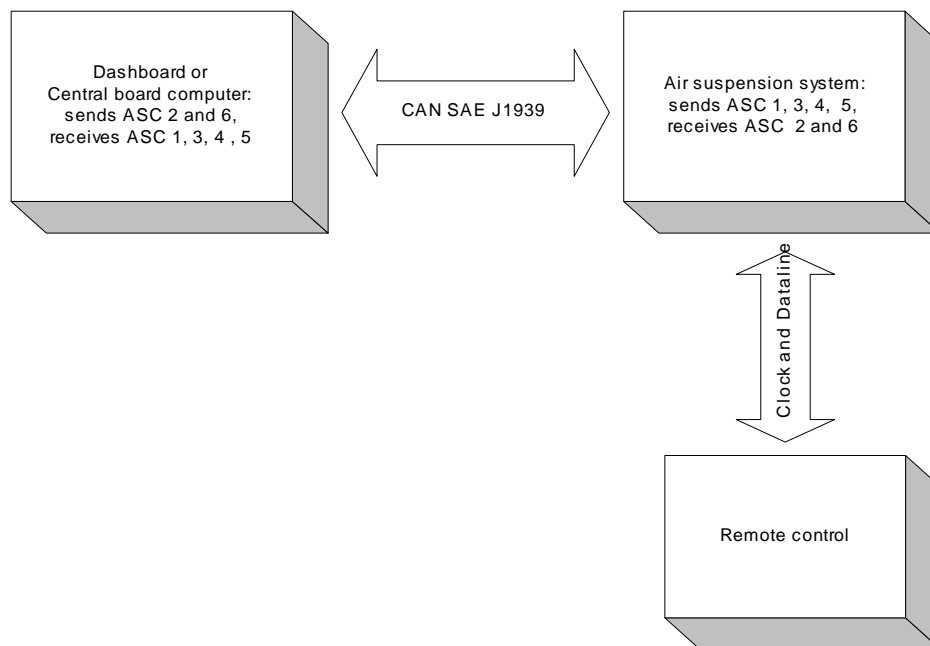 Dashboard or
Central board computer:
sends ASC 2 and 6,
receives ASC 1, 3, 4 , 5
CAN SAE J1939
Air suspension system:
sends ASC 1, 3, 4, 5,
receives ASC 2 and 6
Clock and Dataline
Remote control